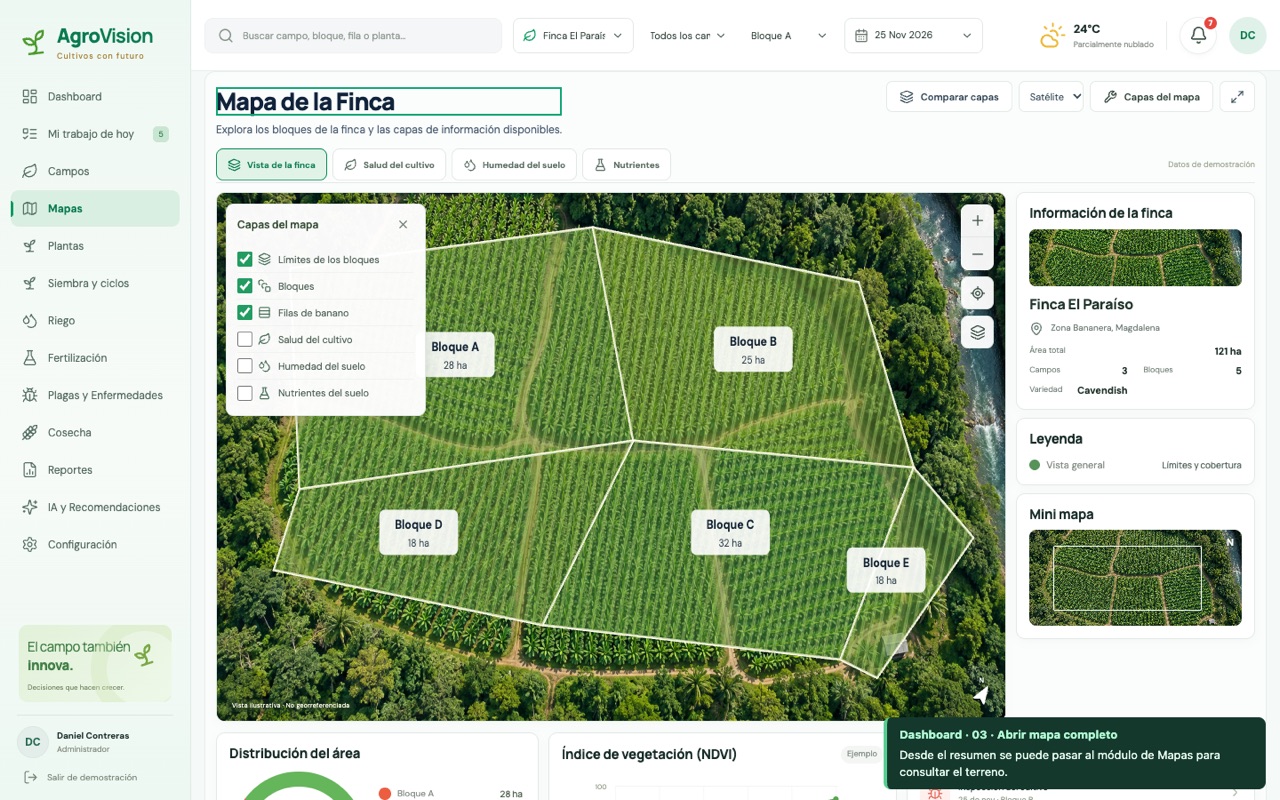 AgroVision
Cultivos con futuro
Dashboard
Mi trabajo de hoy 5
Campos
Mapas
Plantas
Siembra y ciclos
Riego
Fertilización
Plagas y Enfermedades
Cosecha
Reportes
IA y Recomendaciones
Configuración
El campo también
innova.
Decisiones que hacen crecer.
DC
Daniel Contreras
Administrador
Salir de demostración
Buscar campo, bloque, fila o planta...
Finca El Paraís
Todos los car
Bloque A
25 Nov 2026
24°C
Parcialmente nublado
7
DC
Mapa de la Finca
Explora los bloques de la finca y las capas de información disponibles.
Comparar capas
Satélite
Capas del mapa
Vista de la finca
Salud del cultivo
Humedad del suelo
Nutrientes
Datos de demostración
Capas del mapa
Límites de los bloques
Bloques
Filas de banano
Salud del cultivo
Humedad del suelo
Nutrientes del suelo
Bloque A
28 ha
Bloque B
25 ha
Bloque D
18 ha
Bloque C
32 ha
Bloque E
18 ha
N
Vista ilustrativa · No georreferenciada
Información de la finca
Finca El Paraíso
Zona Bananera, Magdalena
Área total 121 ha
Campos 3 Bloques 5
Variedad Cavendish
Leyenda
Vista general Límites y cobertura
Mini mapa
N
Distribución del área
Bloque A 28 ha
Índice de vegetación (NDVI)
Ejemplo
100
Dashboard · 03 · Abrir mapa completo
Desde el resumen se puede pasar al módulo de Mapas para
consultar el terreno.